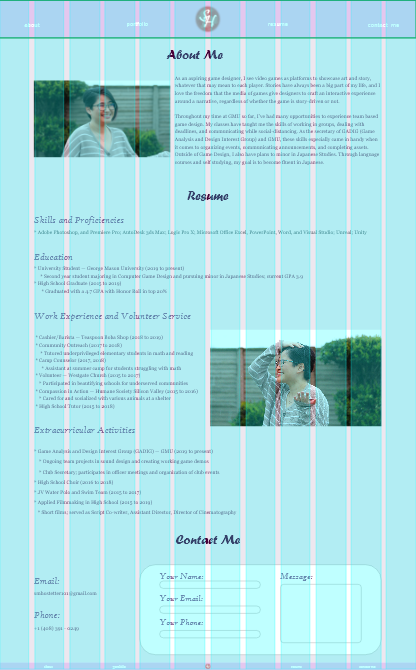 about
portfolio
SH
resume
contact me
About Me
As an aspiring game designer, I see video games as platforms to showcase art and story,
whatever that may mean to each player. Stories have always been a big part of my life, and I
love the freedom that the media of games give designers to craft an interactive experience
around a narrative, regardless of whether the game is story-driven or not.
Throughout my time at GMU so far, I've had many opportunities to experience team based
game design. My classes have taught me the skills of working in groups, dealing with
deadlines, and communicating while social-distancing. As the secretary of GADIG (Game
Analysis and Design Interest Group) and GMU, these skills especially come in handy when
it comes to organizing events, communicating announcements, and completing assets.
Outside of Game Design, I also have plans to minor in Japanese Studies. Through language
courses and self studying, my goal is to become fluent in Japanese.
Resume
Skills and Proficiencies
* Adobe Photoshop, and Premiere Pro; AutoDesk 3ds Max; Logic Pro X; Microsoft Office Excel, PowerPoint, Word, and Visual Studio; Unreal; Unity
Education
* University Student -- George Mason University (2019 to present)
* Second year student majoring in Computer Game Design and pursuing minor in Japanese Studies; current GPA 3.9
* High School Graduate (2015 to 2019)
* Graduated with a 4.7 GPA with Honor Roll in top 20%
Work Experience and Volunteer Service
* Cashier/Barista -- Teaspoon Boba Shop (2018 to 2019)
* Community Outreach (2017 to 2018)
* Tutored underprivileged elementary students in math and reading
* Camp Counselor (2017, 2018)
* Assistant at summer camp for students struggling with math
* Volunteer -- Westgate Church (2015 to 2017)
* Participated in beautifying schools for underserved communities
* Compassion in Action -- Humane Society Silicon Valley (2015 to 2016)
* Cared for and socialized with various animals at a shelter
* High School Tutor (2015 to 2016)
Extracurricular Activities
* Game Analysis and Design Interest Group (GADIG) -- GMU (2019 to present)
* Ongoing team projects in sound design and creating working game demos
* Club Secretary; participates in officer meetings and organization of club events
* High School Choir (2016 to 2018)
* JV Water Polo and Swim Team (2015 to 2017)
* Applied Filmmaking in High School (2015 to 2019)
* Short films; served as Script Co-writer, Assistant Director, Director of Cinematography
Contact Me
Email:
Phone:
Your Name:
Your Email:
Your Phone:
Message: